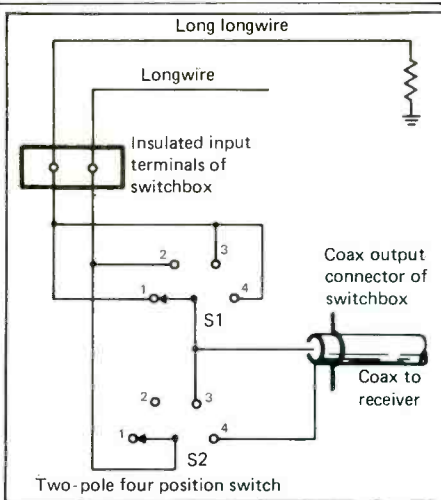 Long longwire
Longwire
Insulated input
terminals of
switchbox
2
3
1
4
S1
Coax output
connector of
switchbox
Coax to
receiver
2
3
1
4
S2
Two-pole four position switch